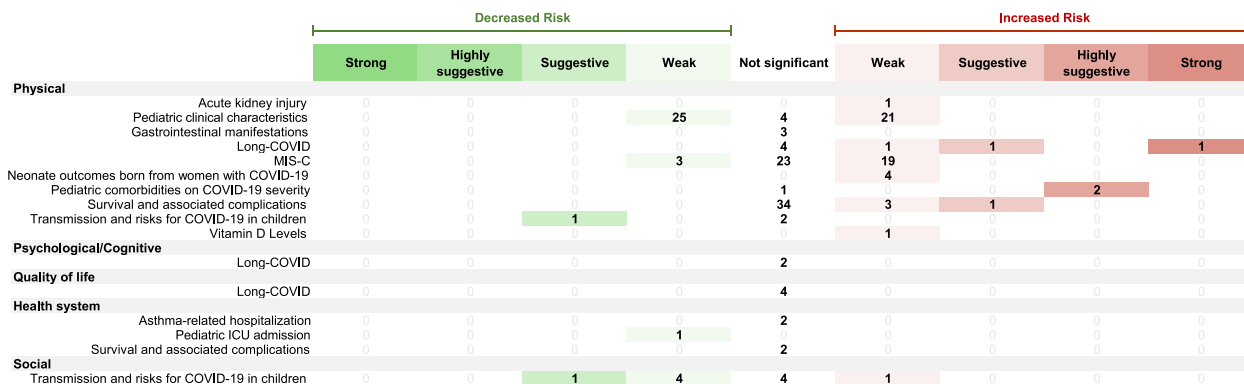 Decreased Risk Increased Risk
Strong Highly suggestive Suggestive Weak Not significant Weak Suggestive Highly suggestive Strong
Physical
Acute kidney injury 0 0 0 0 0 1 0 0 0
Pediatric clinical characteristics 0 0 0 25 4 21 0 0 0
Gastrointestinal manifestations 0 0 0 0 3 0 0 0 0
Long-COVID 0 0 0 0 4 1 1 0 1
MIS-C 0 0 0 3 23 19 0 0 0
Neonate outcomes born from women with COVID-19 0 0 0 0 0 4 0 0 0
Pediatric comorbidities on COVID-19 severity 0 0 0 0 1 0 0 2 0
Survival and associated complications 0 0 0 0 34 3 1 0 0
Transmission and risks for COVID-19 in children 0 0 1 0 2 0 0 0 0
Vitamin D Levels 0 0 0 0 0 1 0 0 0
Psychological/Cognitive
Long-COVID 0 0 0 0 2 0 0 0 0
Quality of life
Long-COVID 0 0 0 0 4 0 0 0 0
Health system
Asthma-related hospitalization 0 0 0 0 2 0 0 0 0
Pediatric ICU admission 0 0 0 1 0 0 0 0 0
Survival and associated complications 0 0 0 0 2 0 0 0 0
Social
Transmission and risks for COVID-19 in children 0 0 1 4 4 1 0 0 0